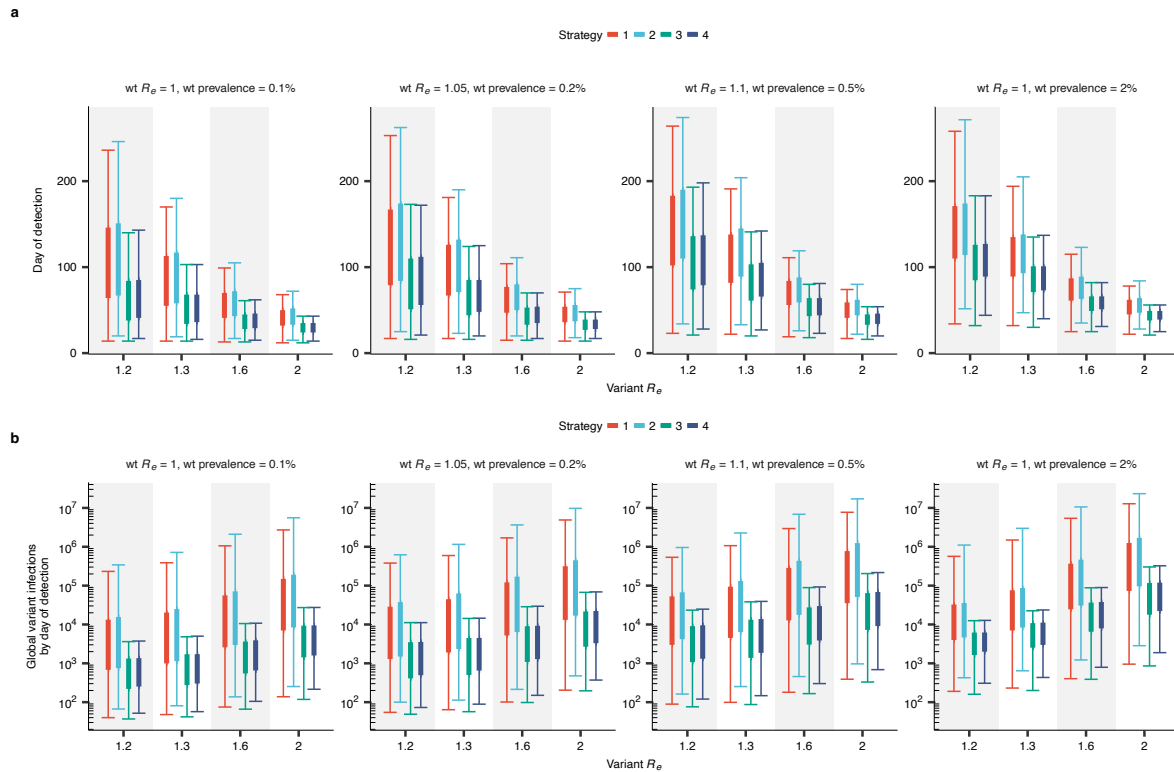 a
Strategy 1 2 3 4
wt Re = 1, wt prevalence = 0.1%
wt Re = 1.05, wt prevalence = 0.2%
wt Re = 1.1, wt prevalence = 0.5%
wt Re = 1, wt prevalence = 2%
Day of detection
200
100
0
200
100
0
200
100
0
200
100
0
1.2 1.3 1.6 2
1.2 1.3 1.6 2
1.2 1.3 1.6 2
1.2 1.3 1.6 2
Variant Re
Strategy 1 2 3 4
b
wt Re = 1, wt prevalence = 0.1%
wt Re = 1.05, wt prevalence = 0.2%
wt Re = 1.1, wt prevalence = 0.5%
wt Re = 1, wt prevalence = 2%
Global variant infections
by day of detection
10⁷
10⁶
10⁵
10⁴
10³
10²
10⁷
10⁶
10⁵
10⁴
10³
10²
10⁷
10⁶
10⁵
10⁴
10³
10²
10⁷
10⁶
10⁵
10⁴
10³
10²
1.2 1.3 1.6 2
1.2 1.3 1.6 2
1.2 1.3 1.6 2
1.2 1.3 1.6 2
Variant Re